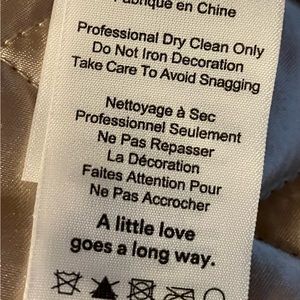 Fabriqué en Chine
Professional Dry Clean Only
Do Not Iron Decoration
Take Care To Avoid Snagging
Nettoyage à Sec
Professionnel Seulement
Ne Pas Repasser
La Décoration
Faites Attention Pour
Ne Pas Accrocher
A little love
goes a long way.